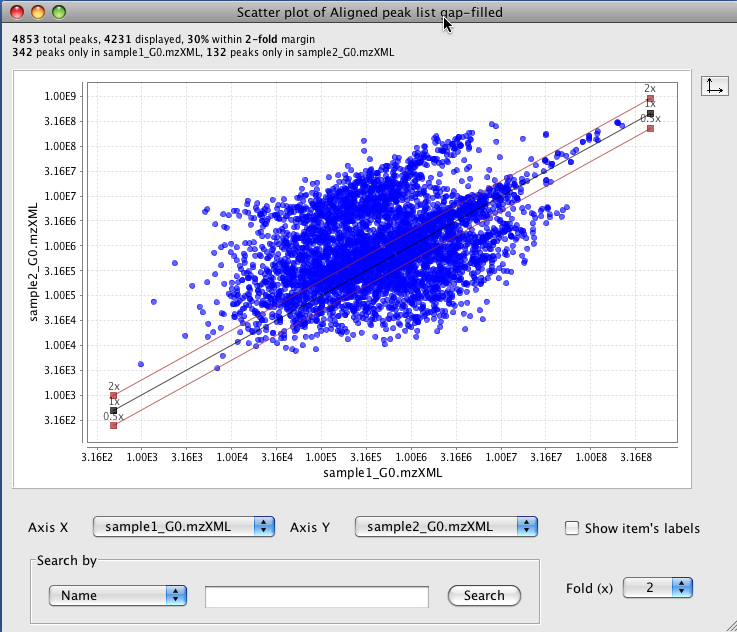 Scatter plot of Aligned peak list gap-filled
4853 total peaks, 4231 displayed, 30% within 2-fold margin
342 peaks only in sample1_G0.mzXML, 132 peaks only in sample2_G0.mzXML
2x
1x
0.5x
1.00E9
3.16E8
1.00E8
3.16E7
1.00E7
3.16E6
1.00E6
3.16E5
1.00E5
3.16E4
1.00E4
3.16E3
1.00E3
3.16E2
sample2_G0.mzXML
2x
1x
0.5x
3.16E2 1.00E3 3.16E3 1.00E4 3.16E4 1.00E5 3.16E5 1.00E6 3.16E6 1.00E7 3.16E7 1.00E8 3.16E8
sample1_G0.mzXML
Axis X sample1_G0.mzXML Axis Y sample2_G0.mzXML Show item's labels
Search by
Name Search Fold (x) 2